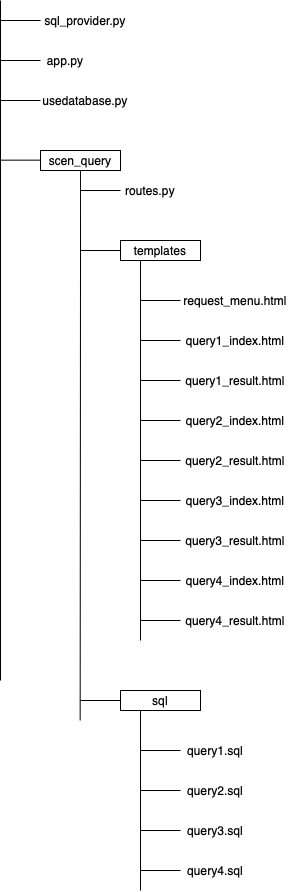 sql_provider.py
app.py
usedatabase.py
scen_query
routes.py
templates
request_menu.html
query1_index.html
query1_result.html
query2_index.html
query2_result.html
query3_index.html
query3_result.html
query4_index.html
query4_result.html
sql
query1.sql
query2.sql
query3.sql
query4.sql